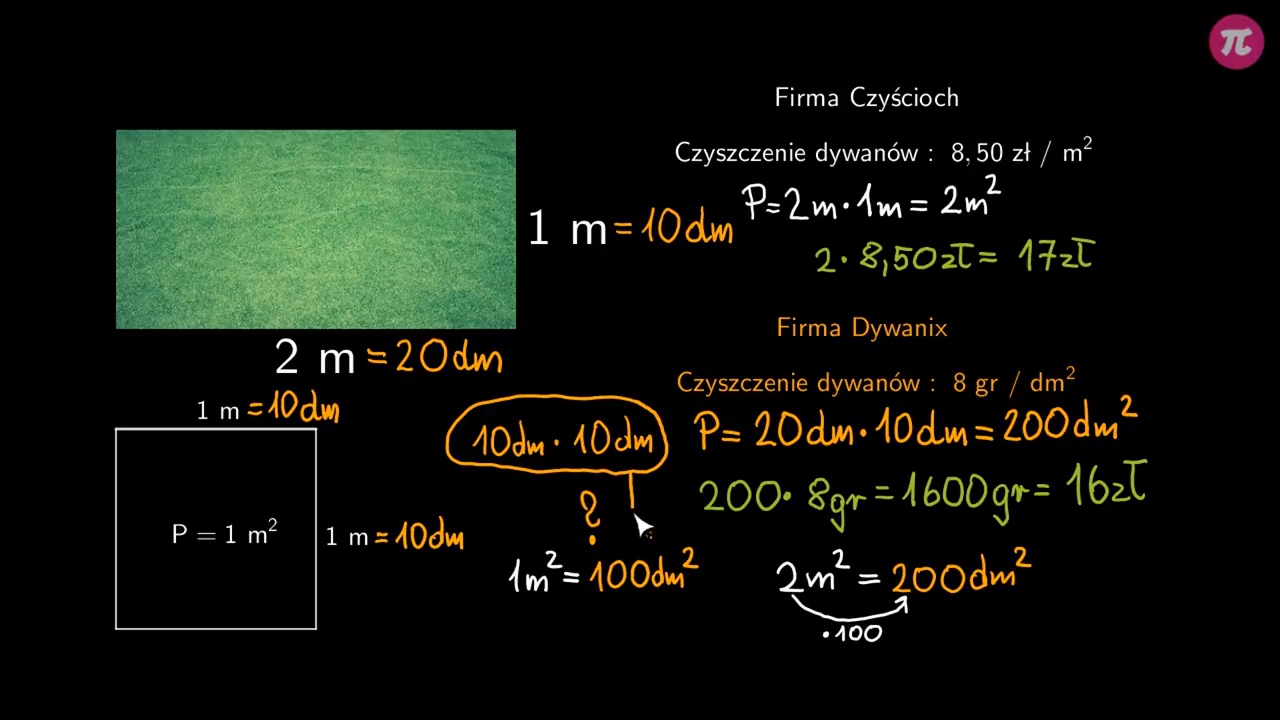 π
Firma Czyścioch
Czyszczenie dywanów : 8,50 zł / m²
P=2m·1m=2m²
2·8,50zł=17zł
1 m=10dm
2 m=20dm
Firma Dywanix
Czyszczenie dywanów : 8 gr / dm²
P=20dm·10dm=200dm²
200·8gr=1600gr=16zł
1 m=10dm
P = 1 m²
1 m=10dm
10dm·10dm
?
1m²=100dm²
2m²=200dm²
·100